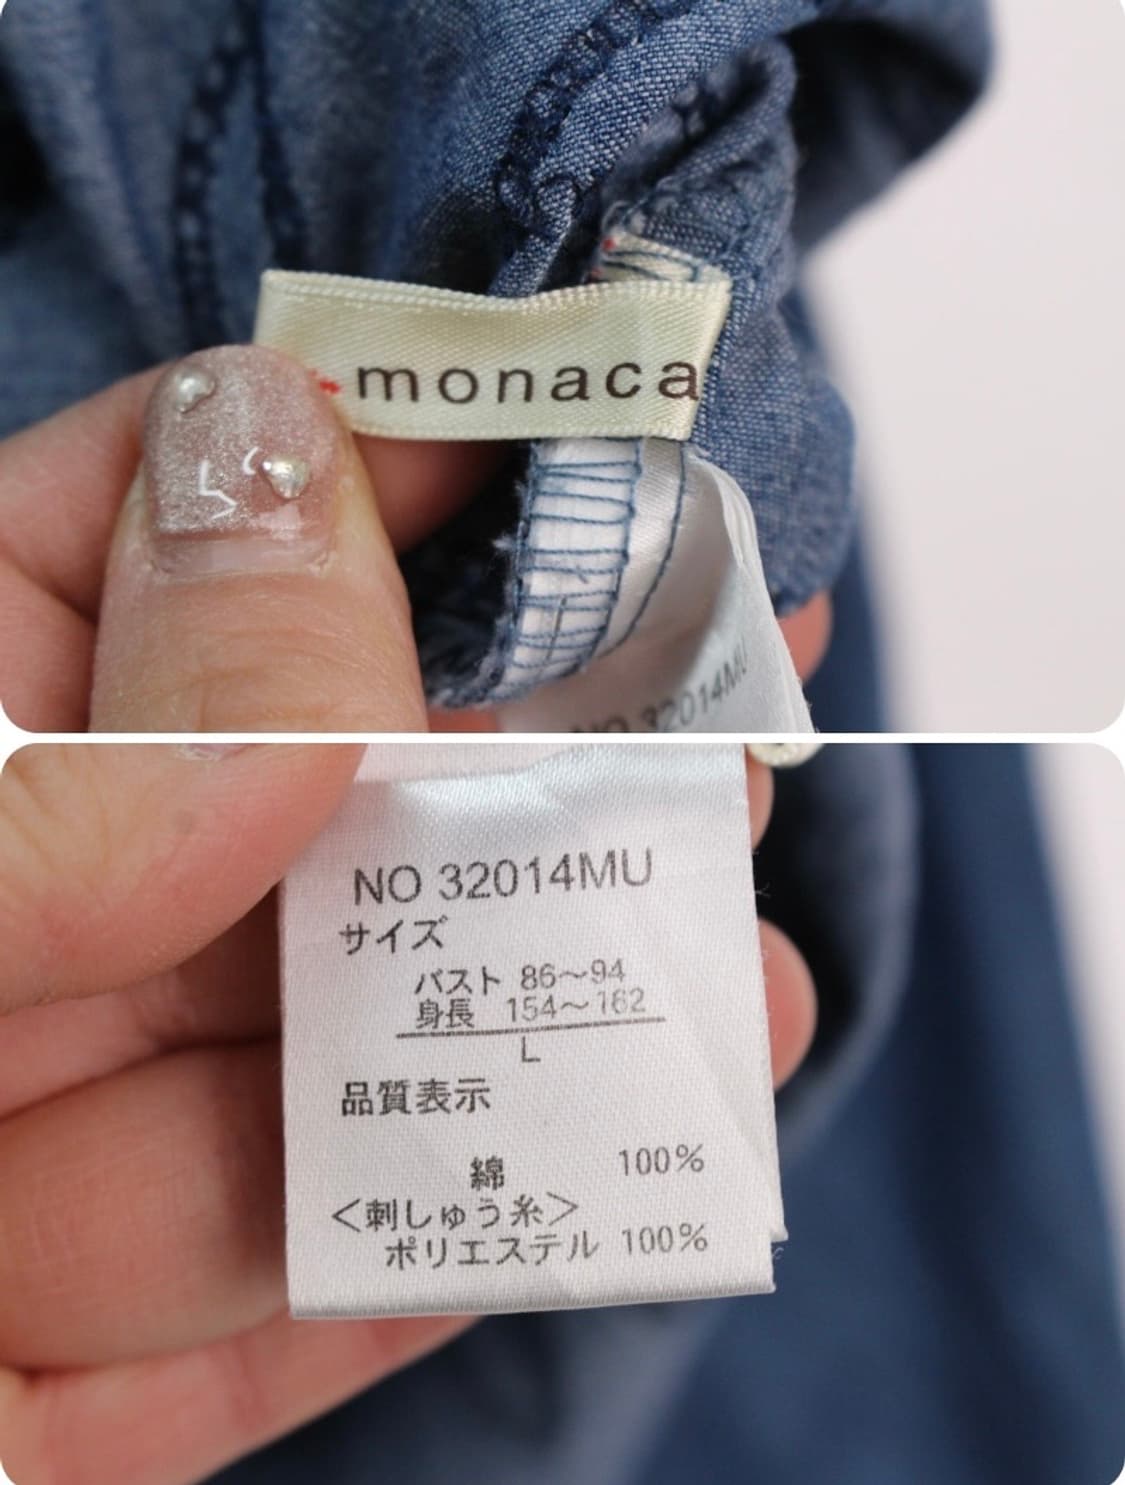 monaca
NO 32014MU
NO 32014MU
サイズ
バスト 86～94
身長 154～162
L
品質表示
綿 100%
＜刺しゅう糸＞
ポリエステル 100%